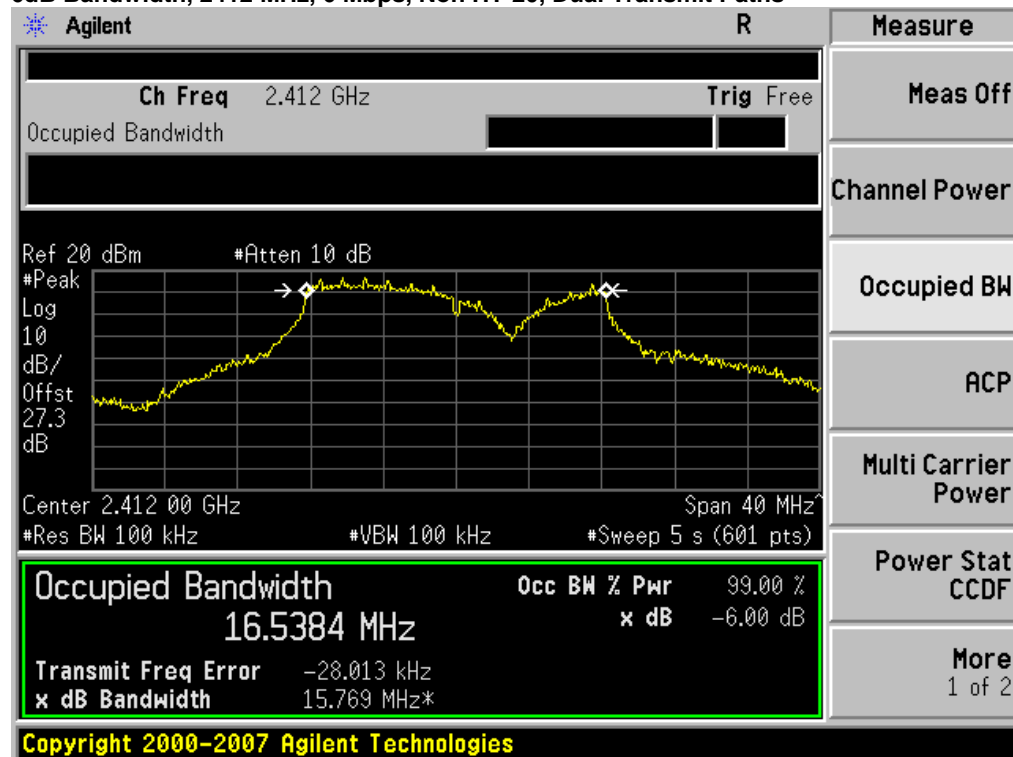 Agilent R Measure
Ch Freq 2.412 GHz Trig Free
Occupied Bandwidth
Meas Off
Channel Power
Occupied BW
ACP
Multi Carrier
Power
Power Stat
CCDF
More
1 of 2
Ref 20 dBm #Atten 10 dB
#Peak
Log
10
dB/
Offst
27.3
dB
Center 2.412 00 GHz Span 40 MHz^
#Res BW 100 kHz #VBW 100 kHz #Sweep 5 s (601 pts)
Occupied Bandwidth Occ BW % Pwr 99.00 %
16.5384 MHz x dB -6.00 dB
Transmit Freq Error -28.013 kHz
x dB Bandwidth 15.769 MHz*
Copyright 2000-2007 Agilent Technologies